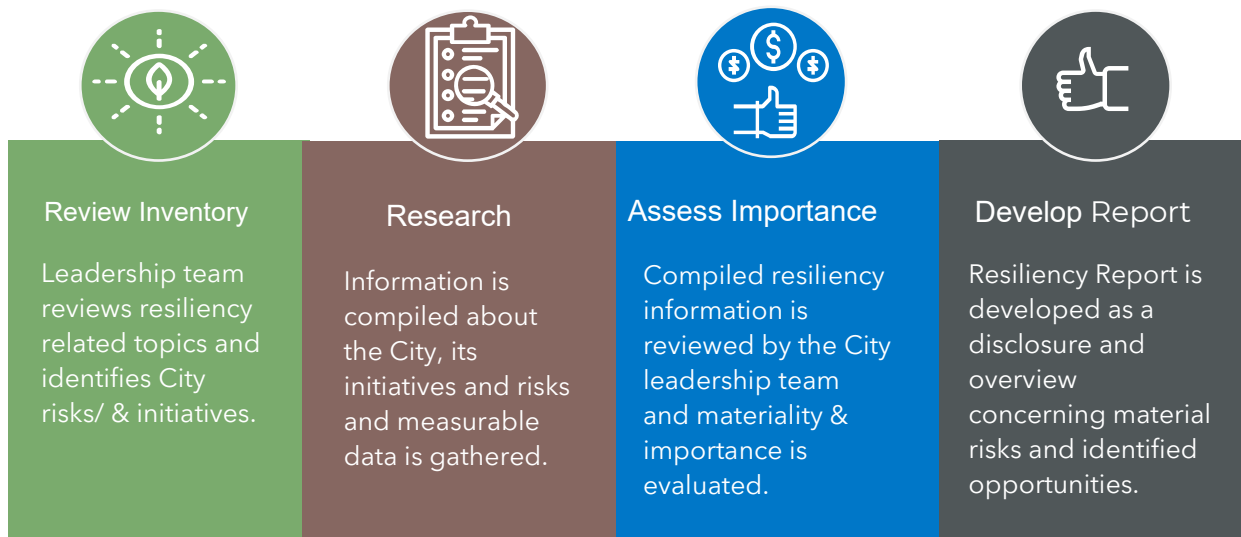 Review Inventory
Leadership team
reviews resiliency
related topics and
identifies City
risks/ & initiatives.
Research
Information is
compiled about
the City, its
initiatives and risks
and measurable
data is gathered.
Assess Importance
Compiled resiliency
information is
reviewed by the City
leadership team
and materiality &
importance is
evaluated.
Develop Report
Resiliency Report is
developed as a
disclosure and
overview
concerning material
risks and identified
opportunities.